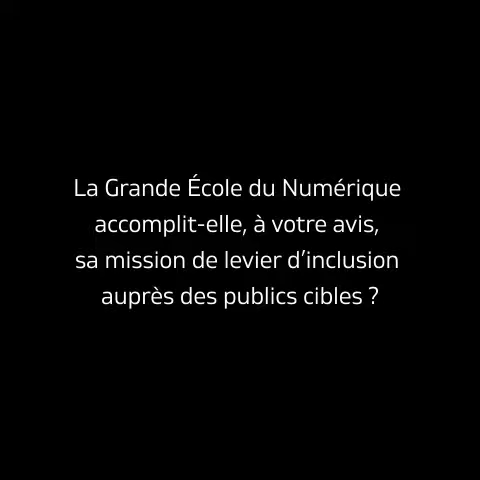 La Grande École du Numérique
accomplit-elle, à votre avis,
sa mission de levier d’inclusion
auprès des publics cibles ?